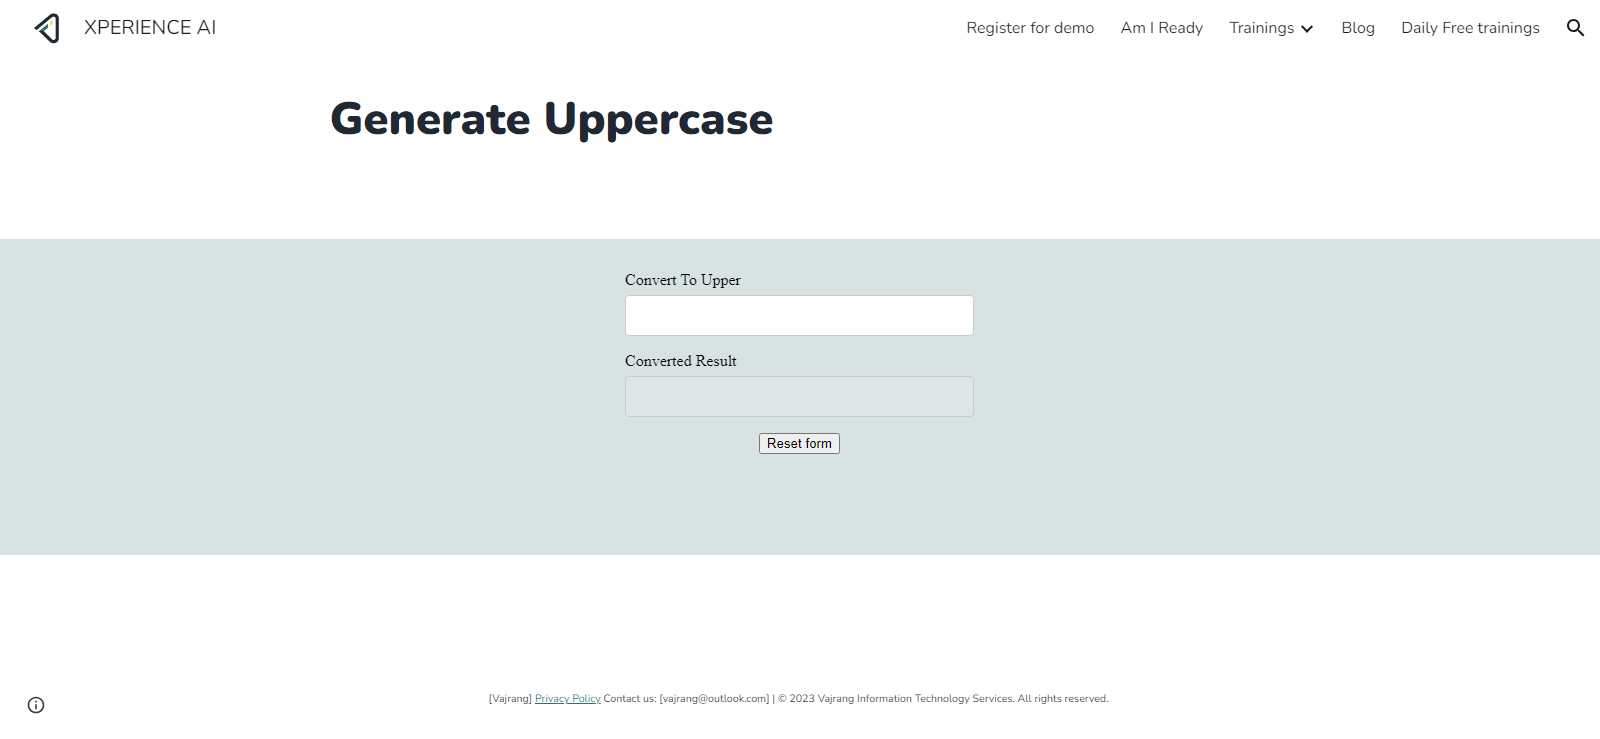 XPERIENCE AI
Register for demo
Am I Ready
Trainings
Blog
Daily Free trainings
Generate Uppercase
Convert To Upper
Converted Result
Reset form
[Vajrang] Privacy Policy Contact us: [vajrang@outlook.com] | © 2023 Vajrang Information Technology Services. All rights reserved.